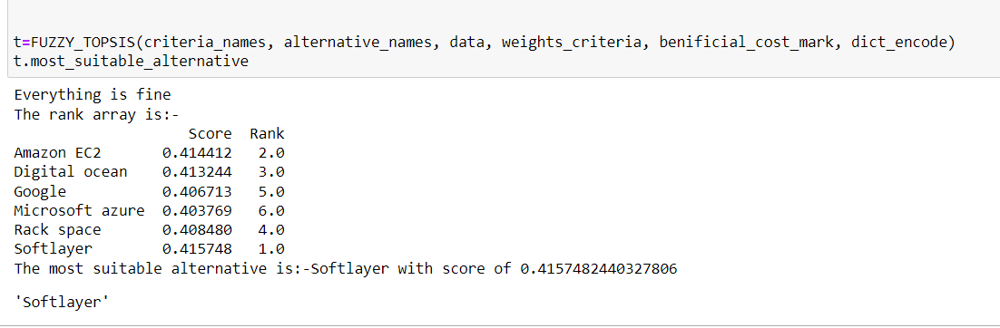 t=FUZZY_TOPSIS(criteria_names, alternative_names, data, weights_criteria, benificial_cost_mark, dict_encode)
t.most_suitable_alternative
Everything is fine
The rank array is:-
Score Rank
Amazon EC2 0.414412 2.0
Digital ocean 0.413244 3.0
Google 0.406713 5.0
Microsoft azure 0.403769 6.0
Rack space 0.408480 4.0
Softlayer 0.415748 1.0
The most suitable alternative is:-Softlayer with score of 0.4157482440327806
'Softlayer'